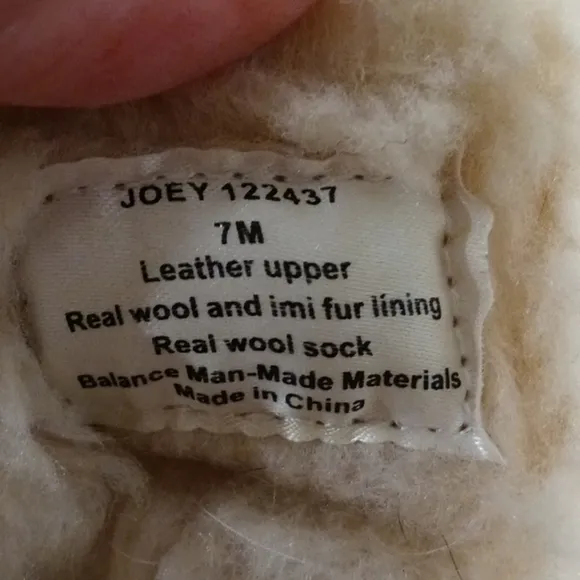 JOEY 122437
7M
Leather upper
Real wool and imi fur lining
Real wool sock
Balance Man-Made Materials
Made in China